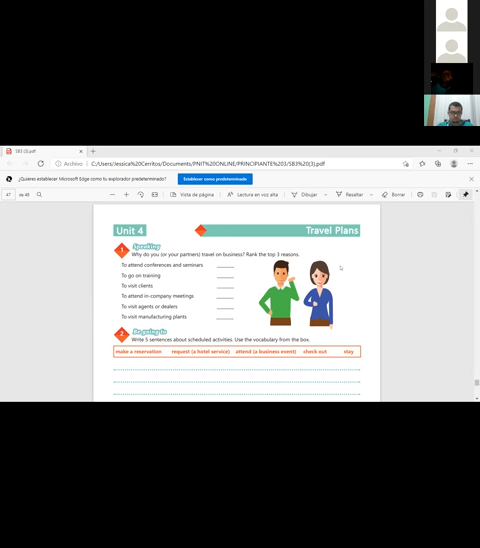 SB3 (3).pdf
Archivo C:/Users/Jessica%20Cerritos/Documents/PNIT%20ONLINE/PRINCIPIANTE%203/SB3%20(3).pdf
¿Quieres establecer Microsoft Edge como tu explorador predeterminado? Establecer como predeterminado
47 de 48 Vista de página Lectura en voz alta Dibujar Resaltar Borrar
Unit 4 Travel Plans
1 Speaking
Why do you (or your partners) travel on business? Rank the top 3 reasons.
To attend conferences and seminars
To go on training
To visit clients
To attend in-company meetings
To visit agents or dealers
To visit manufacturing plants
2. Be going to
Write 5 sentences about scheduled activities. Use the vocabulary from the box.
make a reservation request (a hotel service) attend (a business event) check out stay